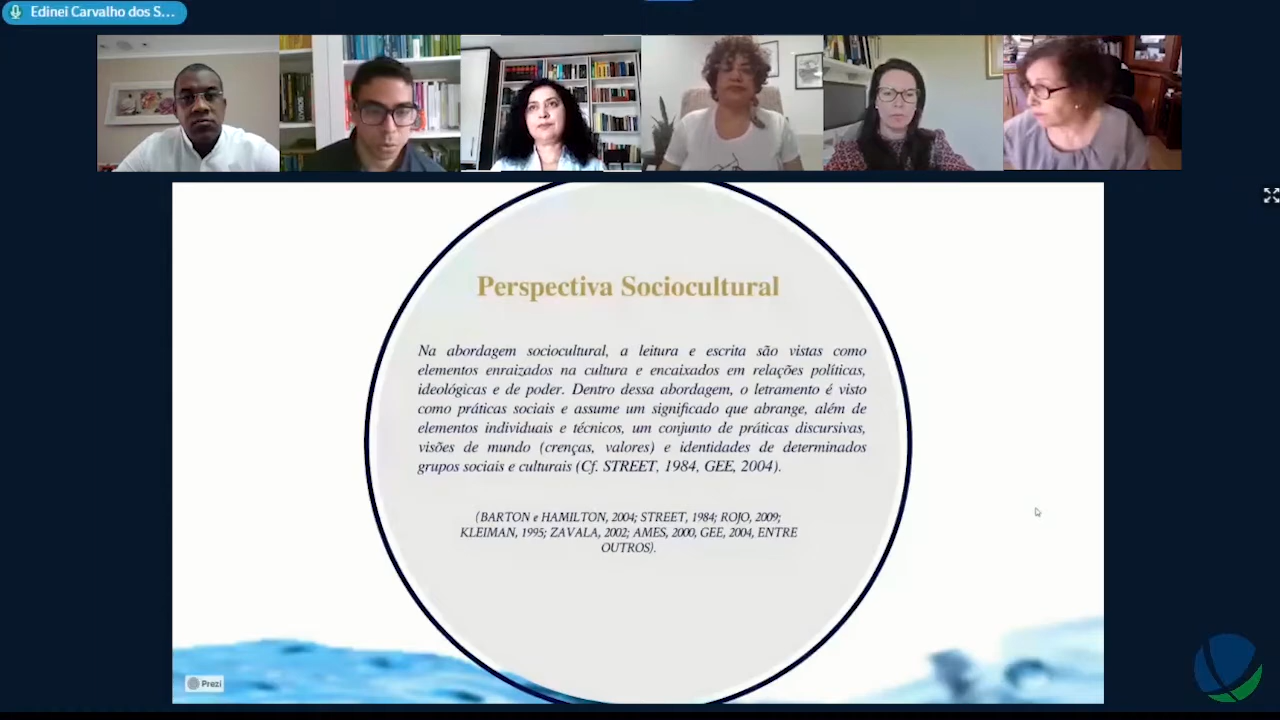 Edinei Carvalho dos S...
Perspectiva Sociocultural
Na abordagem sociocultural, a leitura e escrita são vistas como
elementos enraizados na cultura e encaixados em relações políticas,
ideológicas e de poder. Dentro dessa abordagem, o letramento é visto
como práticas sociais e assume um significado que abrange, além de
elementos individuais e técnicos, um conjunto de práticas discursivas,
visões de mundo (crenças, valores) e identidades de determinados
grupos sociais e culturais (Cf. STREET, 1984, GEE, 2004).
(BARTON e HAMILTON, 2004; STREET, 1984; ROJO, 2009;
KLEIMAN, 1995; ZAVALA, 2002; AMES, 2000, GEE, 2004, ENTRE
OUTROS).
Prezi